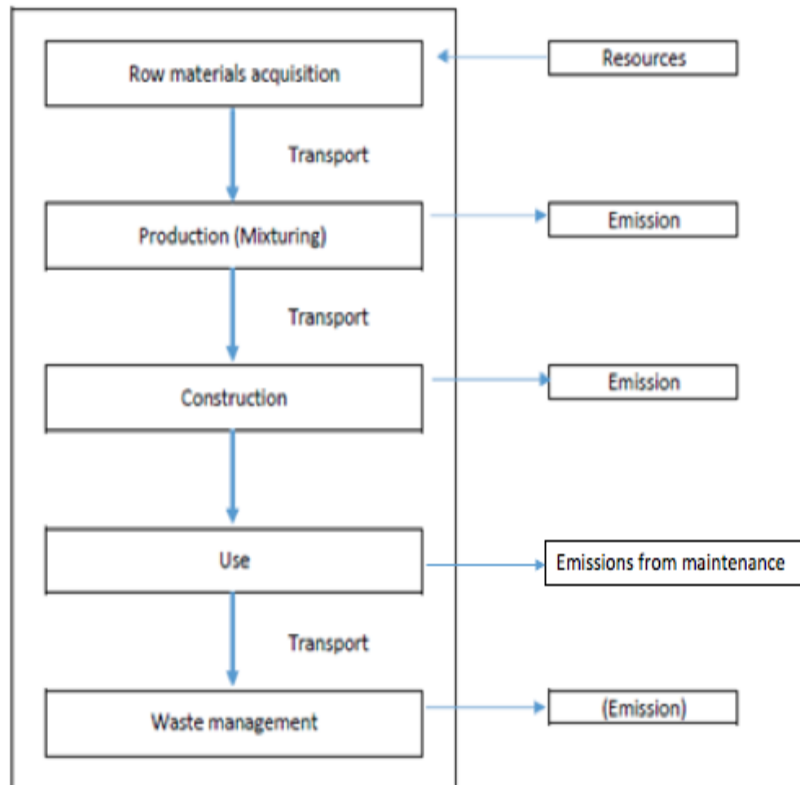 Row materials acquisition
Resources
Transport
Production (Mixturing)
Emission
Transport
Construction
Emission
Use
Emissions from maintenance
Transport
Waste management
(Emission)